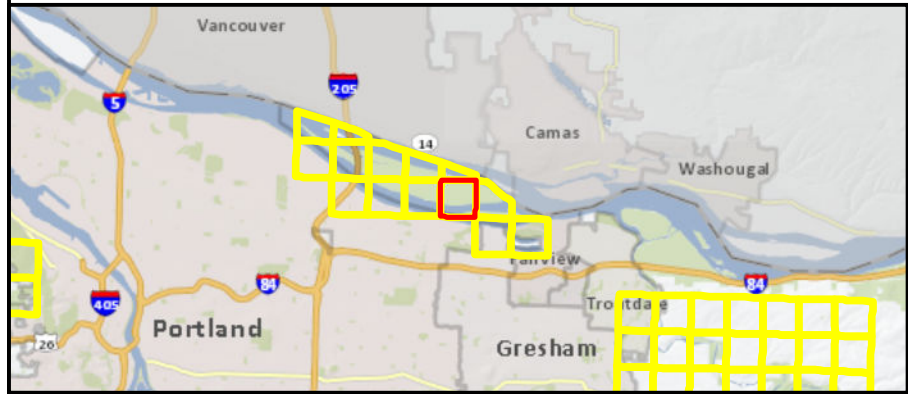 Vancouver
205
5
14
Camas
Washougal
Fairview
84
84
405
Troutdale
Portland
26
Gresham